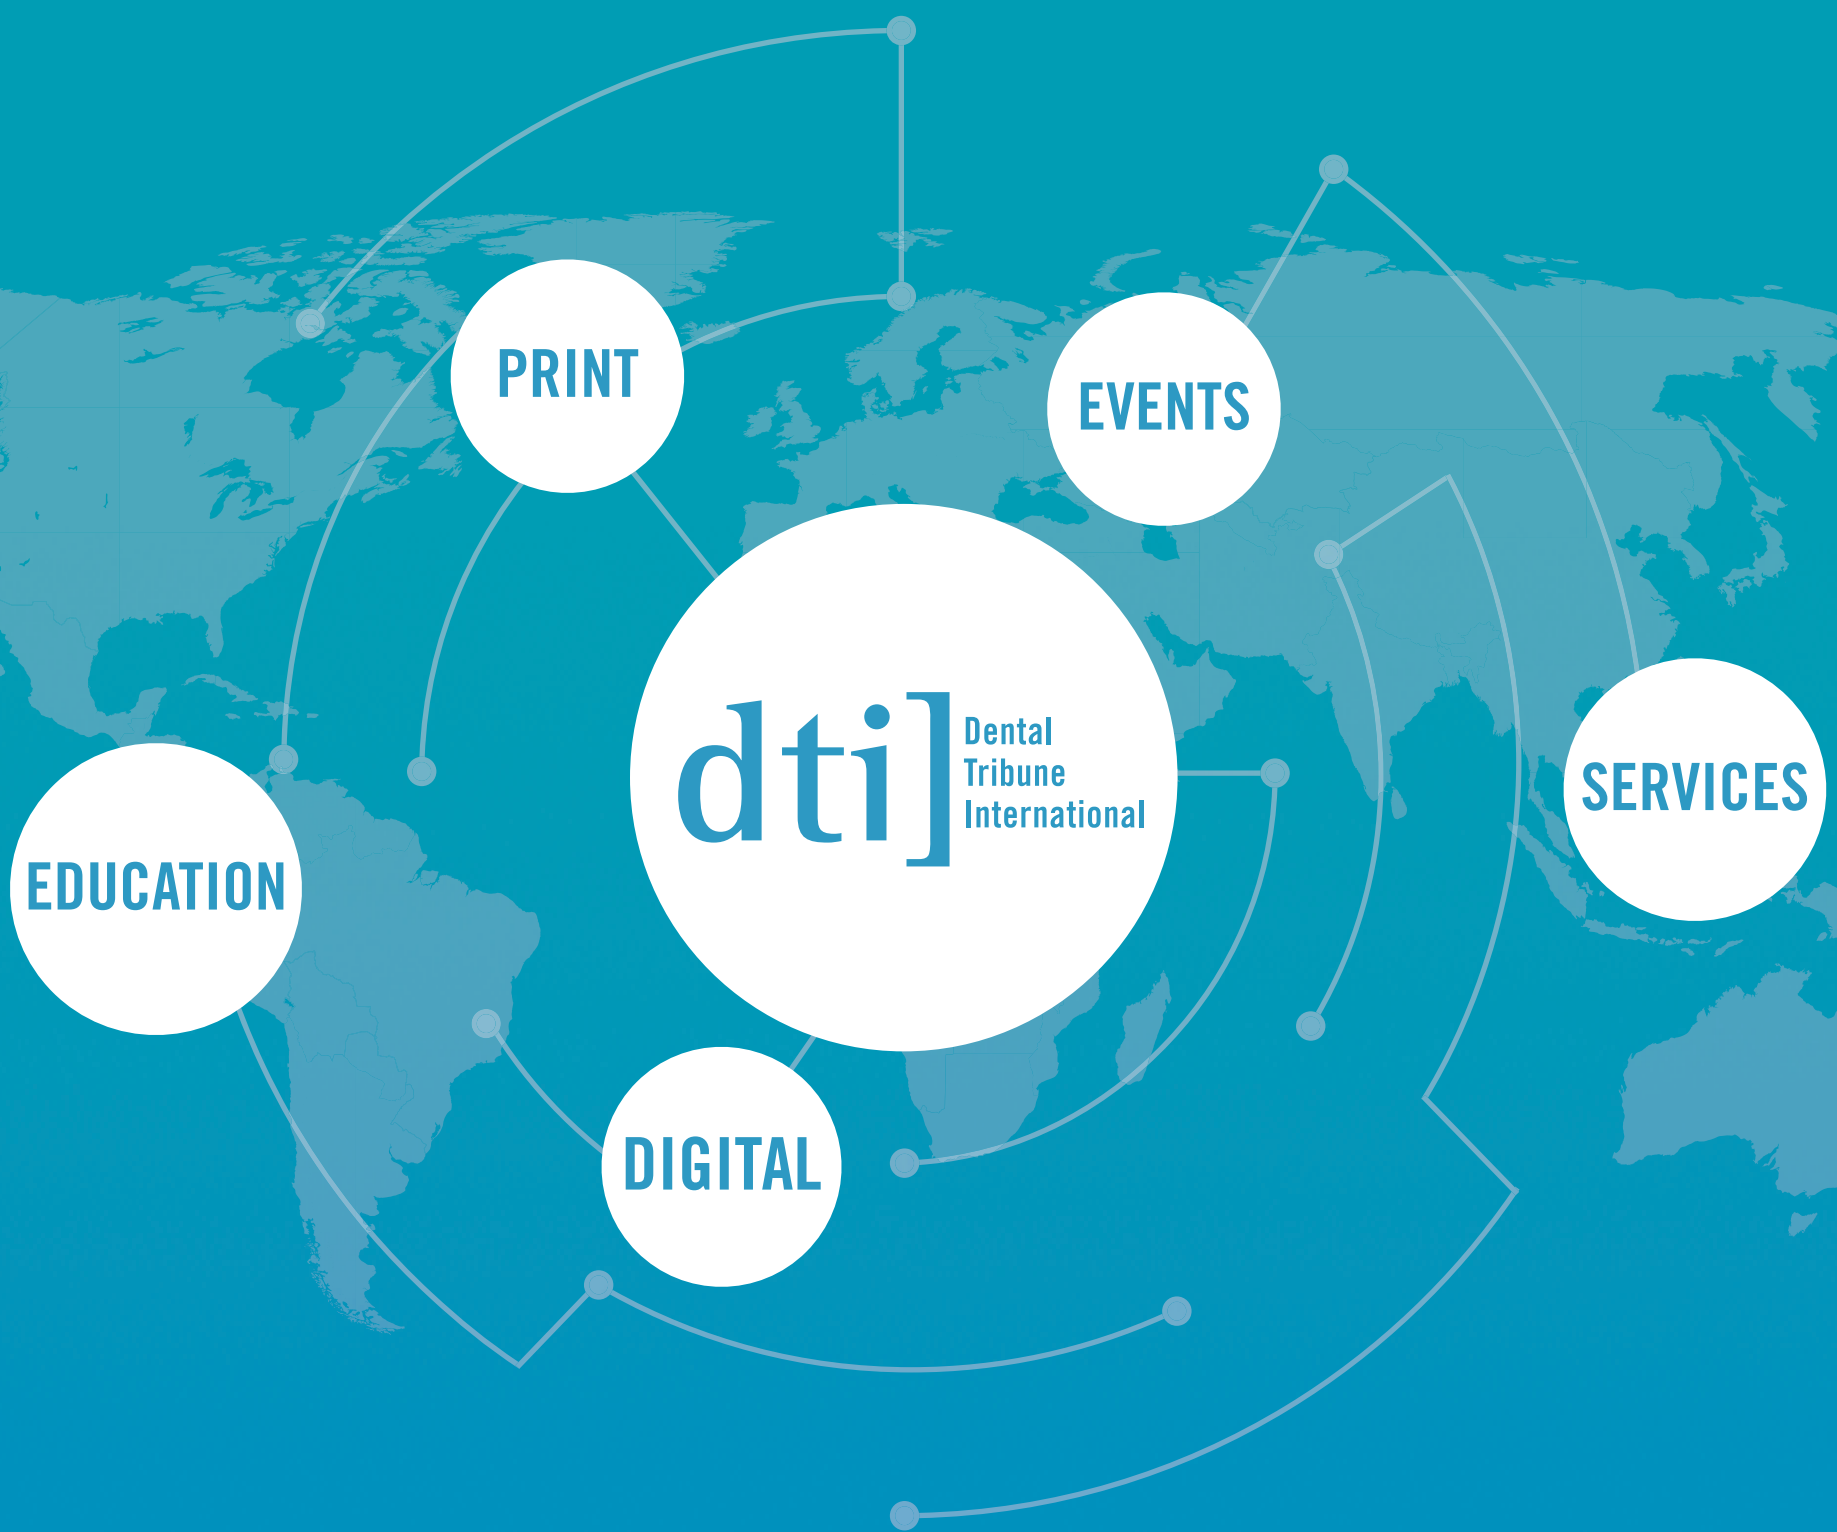 PRINT
EVENTS
dti]
Dental
Tribune
International
SERVICES
EDUCATION
DIGITAL